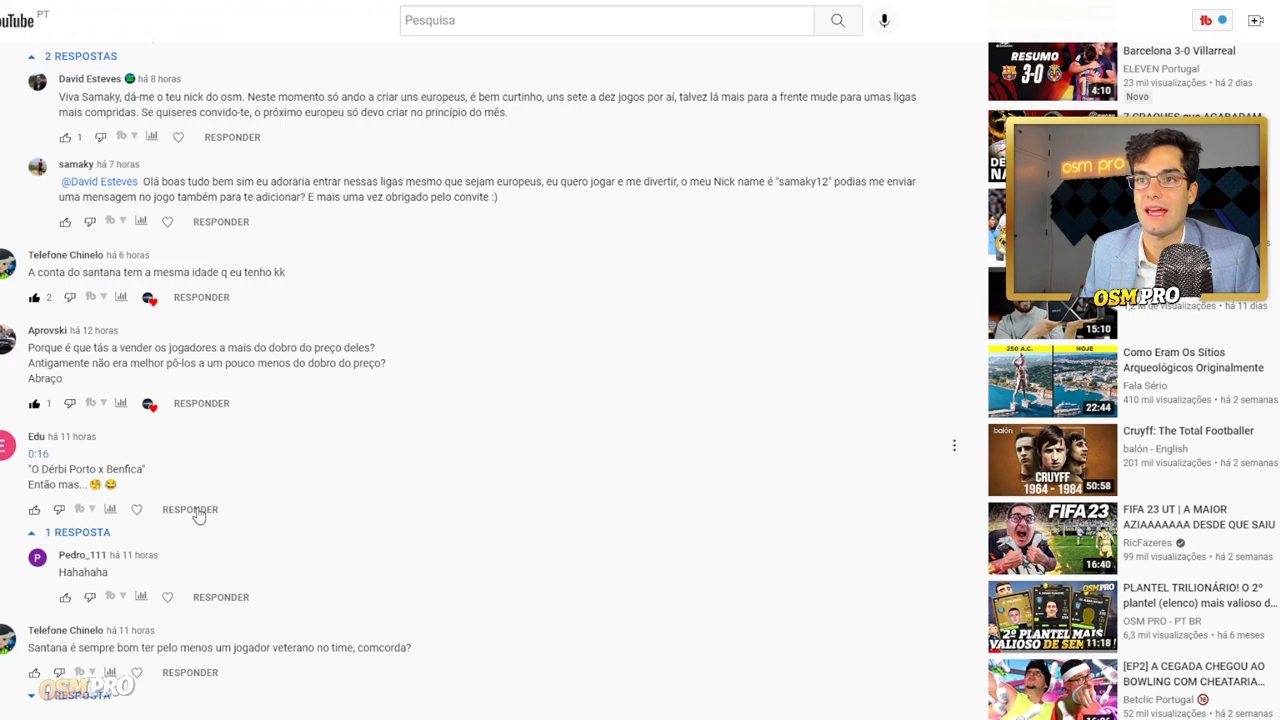 ouTube PT
Pesquisa
2 RESPOSTAS
David Esteves há 8 horas
Viva Samaky, dá-me o teu nick do osm. Neste momento só ando a criar uns europeus, é bem curtinho, uns sete a dez jogos por aí, talvez lá mais para a frente mude para umas ligas
mais compridas. Se quiseres convido-te, o próximo europeu só devo criar no princípio do mês.
1 RESPONDER
samaky há 7 horas
@David Esteves Olá boas tudo bem sim eu adoraria entrar nessas ligas mesmo que sejam europeus, eu quero jogar e me divertir, o meu Nick name é "samaky12" podias me enviar
uma mensagem no jogo também para te adicionar? E mais uma vez obrigado pelo convite :)
RESPONDER
Telefone Chinelo há 6 horas
A conta do santana tem a mesma idade q eu tenho kk
2 RESPONDER
Aprovski há 12 horas
Porque é que tás a vender os jogadores a mais do dobro do preço deles?
Antigamente não era melhor pô-los a um pouco menos do dobro do preço?
Abraço
1 RESPONDER
Edu há 11 horas
0:16
"O Dérbi Porto x Benfica"
Então mas... 🧐 😂
RESPONDER
1 RESPOSTA
Pedro_111 há 11 horas
Hahahaha
RESPONDER
Telefone Chinelo há 11 horas
Santana é sempre bom ter pelo menos um jogador veterano no time, comcorda?
RESPONDER
1 RESPOSTA
OSM PRO
RESUMO
3-0
4:10
Barcelona 3-0 Villarreal
ELEVEN Portugal
23 mil visualizações • há 2 dias
Novo
osm pro
OSM PRO
há 11 dias
15:10
250 A.C. HOJE
22:44
Como Eram Os Sítios
Arqueológicos Originalmente
Fala Sério
410 mil visualizações • há 2 semanas
balón
CRUYFF
1964 - 1984
50:58
Cruyff: The Total Footballer
balón - English
201 mil visualizações • há 2 semanas
FIFA 23
16:40
FIFA 23 UT | A MAIOR
AZIAAAAAAA DESDE QUE SAIU
RicFazeres
99 mil visualizações • há 2 semanas
OSM PRO
2º PLANTEL MAIS
VALIOSO DE SEM
11:18
PLANTEL TRILIONÁRIO! O 2º
plantel (elenco) mais valioso d...
OSM PRO - PT BR
6,3 mil visualizações • há 6 meses
[EP2] A CEGADA CHEGOU AO
BOWLING COM CHEATARIA...
Betclic Portugal
52 mil visualizações • há 2 semanas